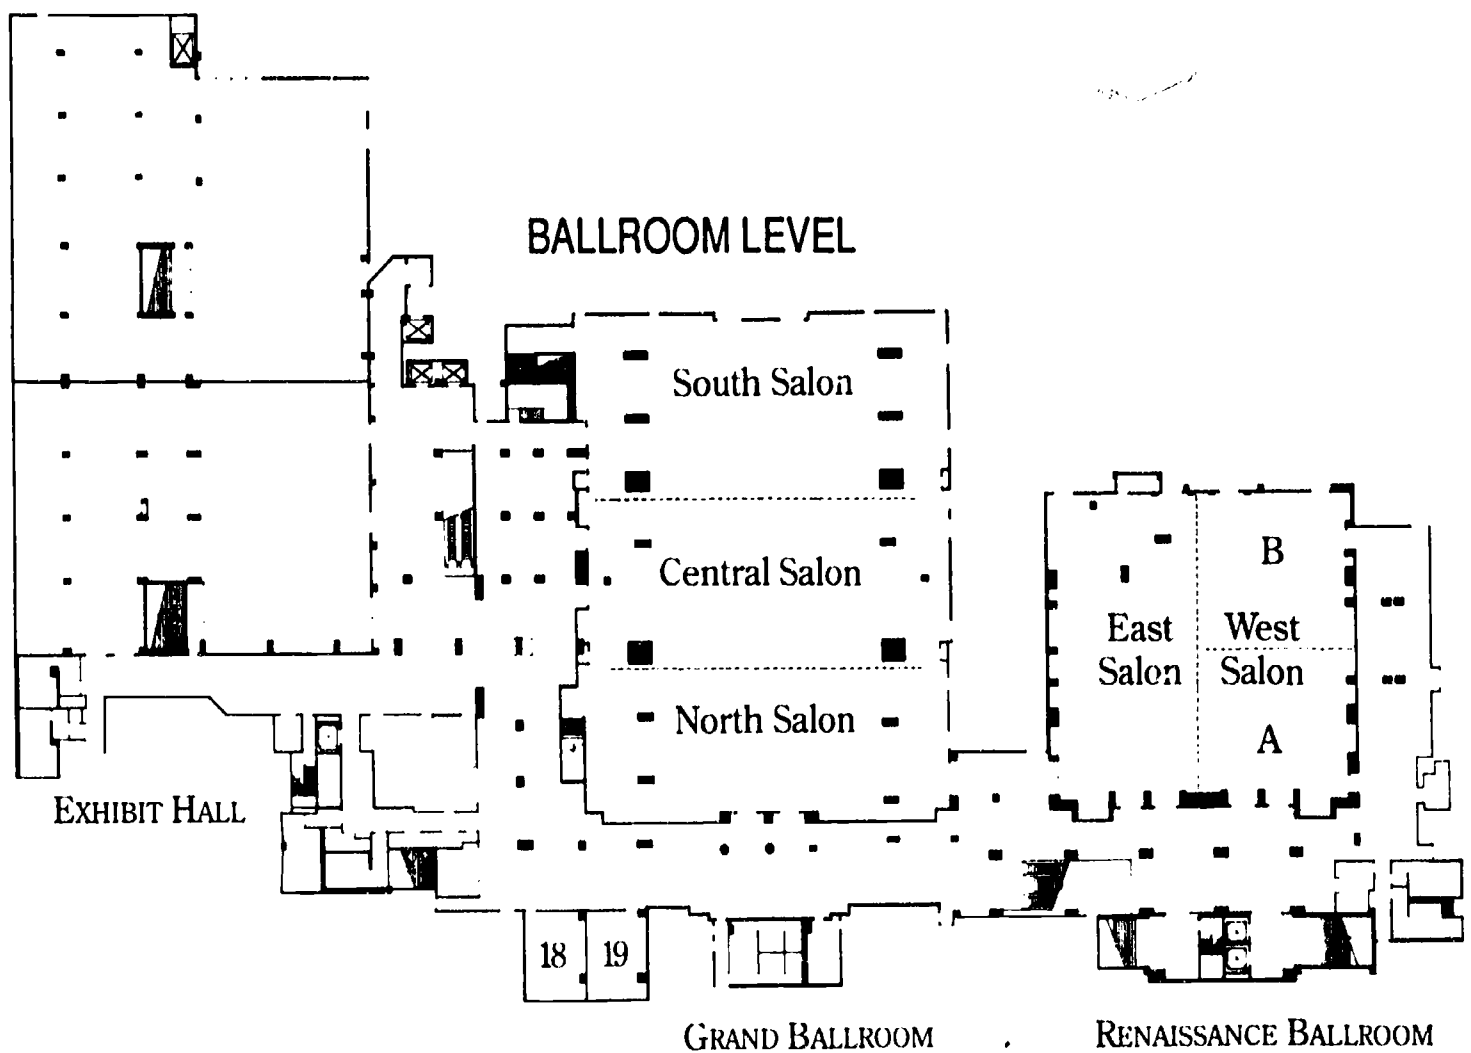 BALLROOM LEVEL
South Salon
Central Salon
North Salon
B
East
Salon
West
Salon
A
EXHIBIT HALL
18
19
GRAND BALLROOM
RENAISSANCE BALLROOM